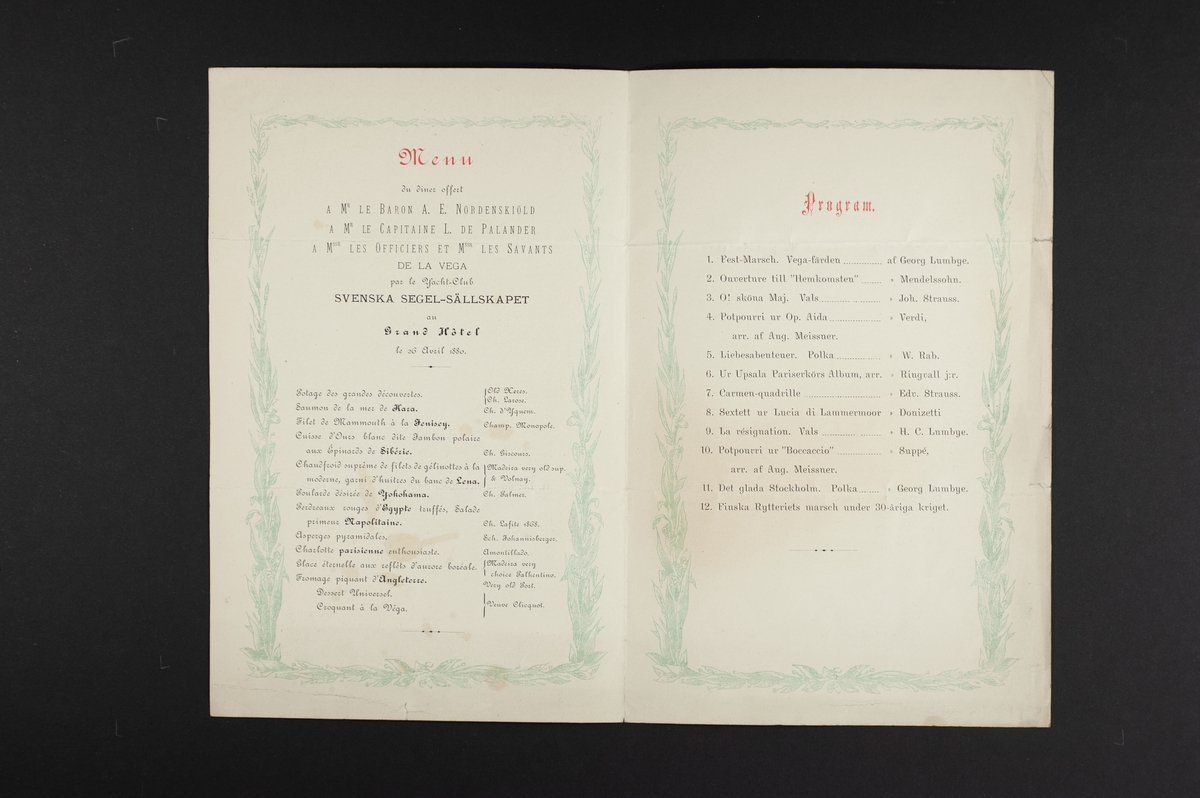 Menu
du diner offert
A Mr LE BARON A. E. NORDENSKIÖLD
A Mr LE CAPITAINE L. DE PALANDER
A MRS LES OFFICIERS ET MRS LES SAVANTS
DE LA VEGA
par le Yacht-Club
SVENSKA SEGEL-SÄLLSKAPET
au
Grand Hôtel
le 26 Avril 1880.
Potage des grandes découvertes. Old Xeres.
Ch. Larose.
Saumon de la mer de Kara. Ch. d'Yquem.
Filet de Mammouth à la Jenisey. Champ. Monopole.
Cuisse d'Ours blanc dite Jambon polaire
aux Épinards de Sibérie. Ch. Giscours.
Chaudfroid suprême de filets de gélinottes à la Madeira very old sup.
moderne, garni d'huîtres du banc de Lena. & Volnay.
Poularde désirée de Yokohama. Ch. Palmer.
Perdreaux rouges d'Egypte truffés, Salade
primeur Napolitaine. Ch. Lafite 1868.
Asperges pyramidales. Sch. Johannisberger.
Charlotte parisienne enthousiaste. Amontillado.
Glace éternelle aux reflêts d'aurore boréale. Madeira very
choice Palhentino.
Fromage piquant d'Angleterre. Very old Port.
Dessert Universel.
Croquant à la Véga. Veuve Clicquot.
Program.
1. Fest-Marsch. Vega-färden af Georg Lumbye.
2. Ouverture till "Hemkomsten" » Mendelssohn.
3. O! sköna Maj. Vals » Joh. Strauss.
4. Potpourri ur Op. Aida » Verdi,
arr. af Aug. Meissner.
5. Liebesabenteuer. Polka » W. Rab.
6. Ur Upsala Pariserkörs Album, arr. » Ringvall j:r.
7. Carmen-quadrille » Edv. Strauss.
8. Sextett ur Lucia di Lammermoor » Donizetti
9. La résignation. Vals » H. C. Lumbye.
10. Potpourri ur "Boccaccio" » Suppé,
arr. af Aug. Meissner.
11. Det glada Stockholm. Polka » Georg Lumbye.
12. Finska Rytteriets marsch under 30-åriga kriget.